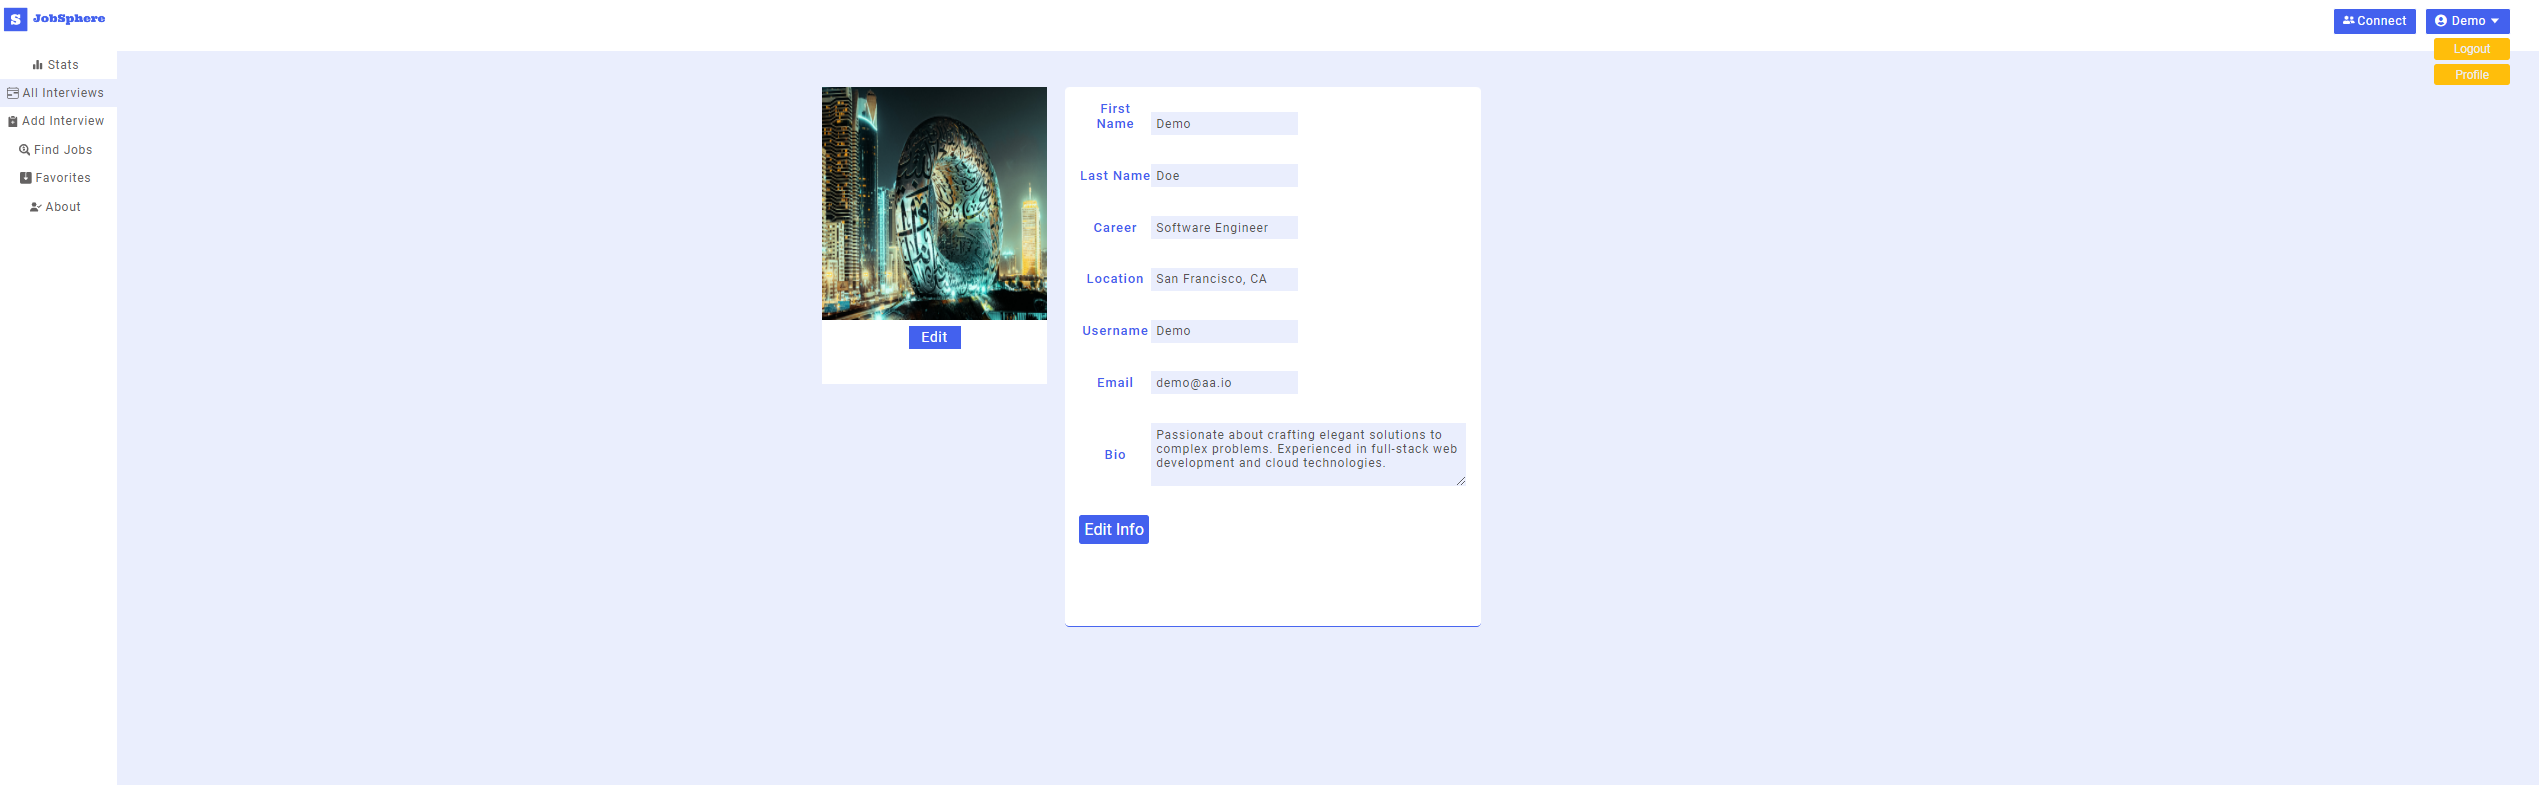 S JobSphere
Connect
Demo
Logout
Profile
Stats
All Interviews
Add Interview
Find Jobs
Favorites
About
Edit
First
Name
Demo
Last Name
Doe
Career
Software Engineer
Location
San Francisco, CA
Username
Demo
Email
demo@aa.io
Bio
Passionate about crafting elegant solutions to
complex problems. Experienced in full-stack web
development and cloud technologies.
Edit Info